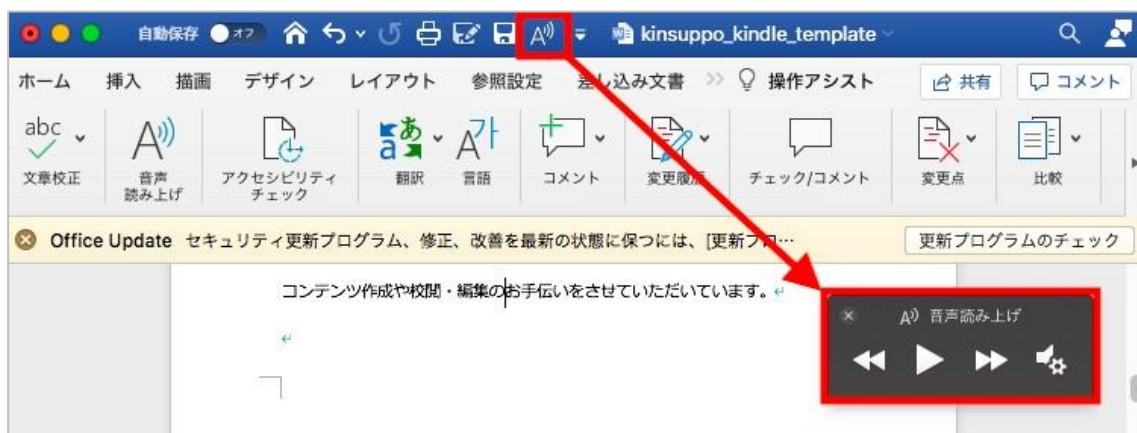 自動保存 オフ kinsuppo_kindle_template
ホーム 挿入 描画 デザイン レイアウト 参照設定 差し込み文書 操作アシスト 共有 コメント
abc
文章校正 音声読み上げ アクセシビリティチェック 翻訳 言語 コメント 変更履歴 チェック/コメント 変更点 比較
Office Update セキュリティ更新プログラム、修正、改善を最新の状態に保つには、[更新プロ… 更新プログラムのチェック
コンテンツ作成や校閲・編集のお手伝いをさせていただいています。
音声読み上げ